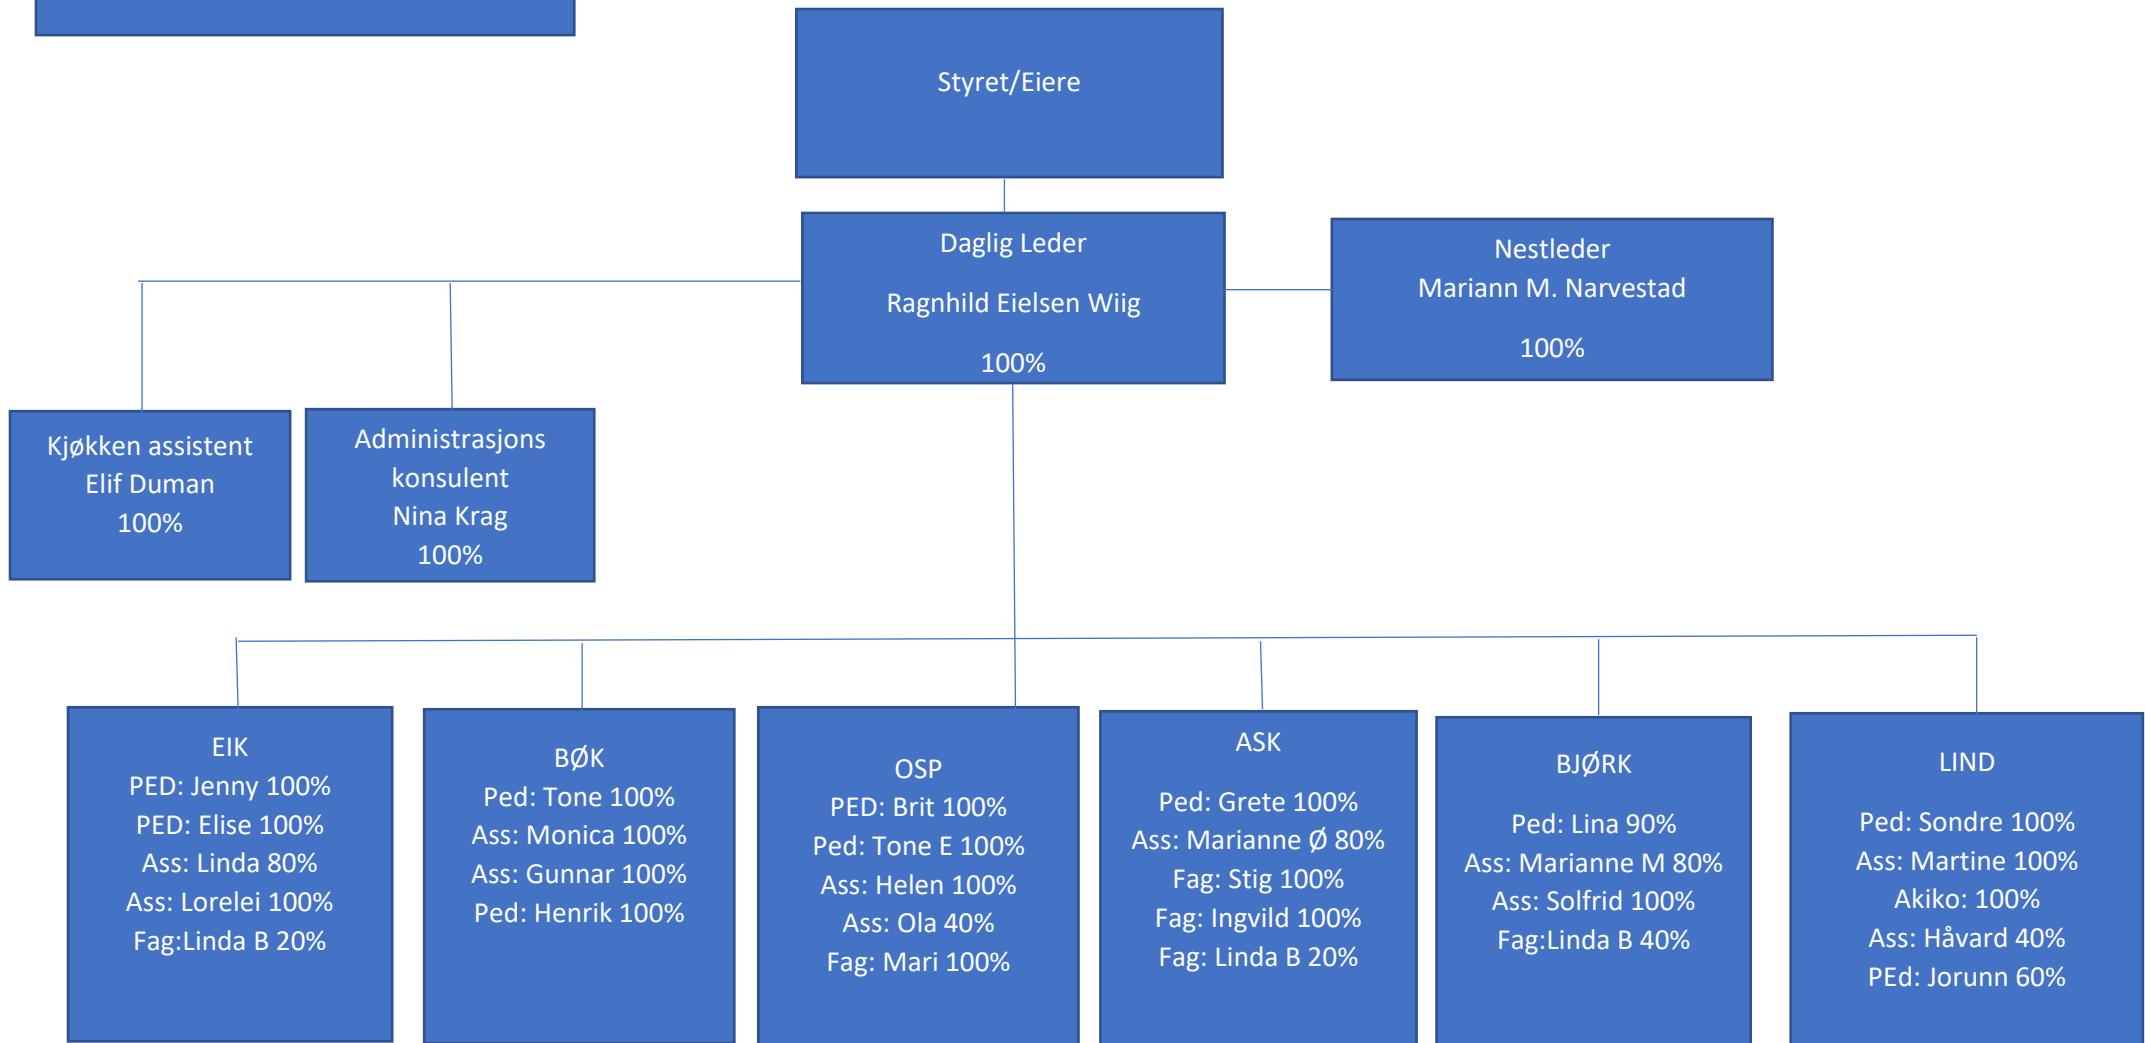 Styret/Eiere
Daglig Leder
Ragnhild Eielsen Wiig
100%
Nestleder
Mariann M. Narvestad
100%
Kjøkken assistent
Elif Duman
100%
Administrasjons
konsulent
Nina Krag
100%
EIK
PED: Jenny 100%
PED: Elise 100%
Ass: Linda 80%
Ass: Lorelei 100%
Fag:Linda B 20%
BØK
Ped: Tone 100%
Ass: Monica 100%
Ass: Gunnar 100%
Ped: Henrik 100%
OSP
PED: Brit 100%
Ped: Tone E 100%
Ass: Helen 100%
Ass: Ola 40%
Fag: Mari 100%
ASK
Ped: Grete 100%
Ass: Marianne Ø 80%
Fag: Stig 100%
Fag: Ingvild 100%
Fag: Linda B 20%
BJØRK
Ped: Lina 90%
Ass: Marianne M 80%
Ass: Solfrid 100%
Fag:Linda B 40%
LIND
Ped: Sondre 100%
Ass: Martine 100%
Akiko: 100%
Ass: Håvard 40%
PEd: Jorunn 60%